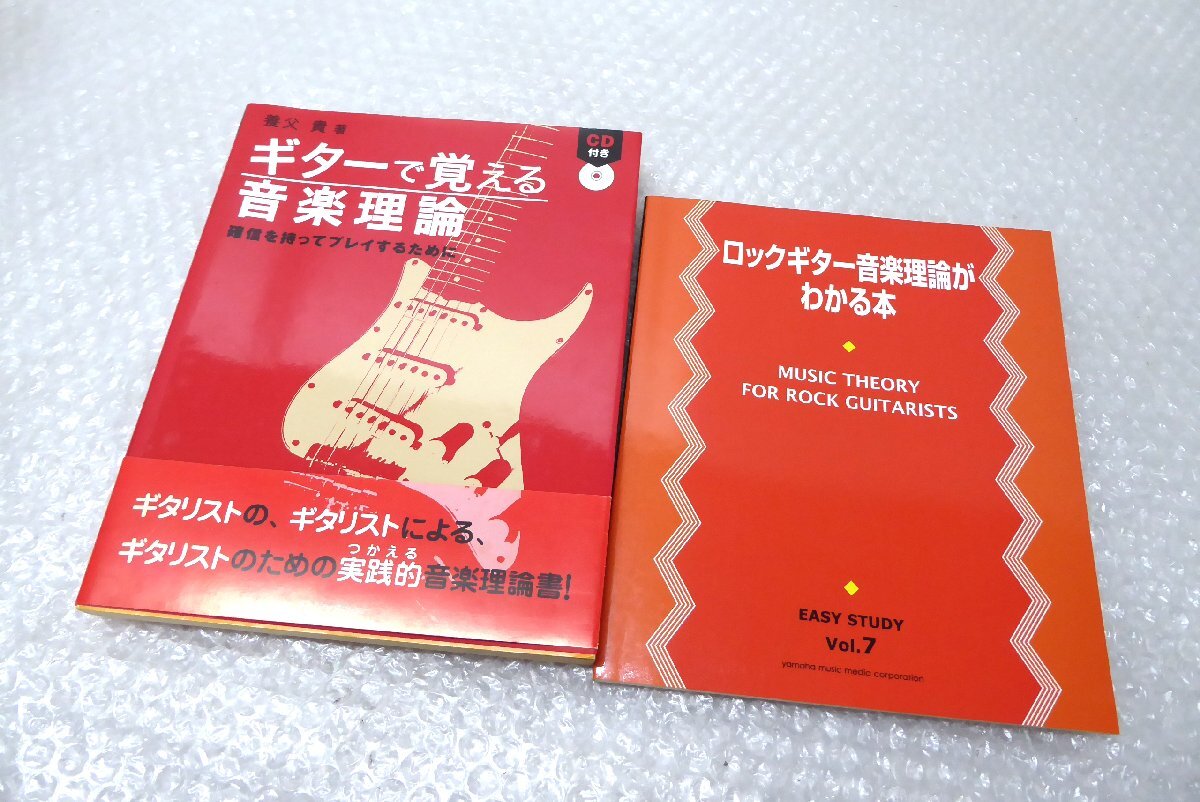 養父 貴 著
CD
付き
ギターで覚える
音楽理論
確信を持ってプレイするために
ギタリストの、ギタリストによる、
つかえる
ギタリストのための実践的音楽理論書!
ロックギター音楽理論が
わかる本
MUSIC THEORY
FOR ROCK GUITARISTS
EASY STUDY
Vol.7
yamaha music media corporation